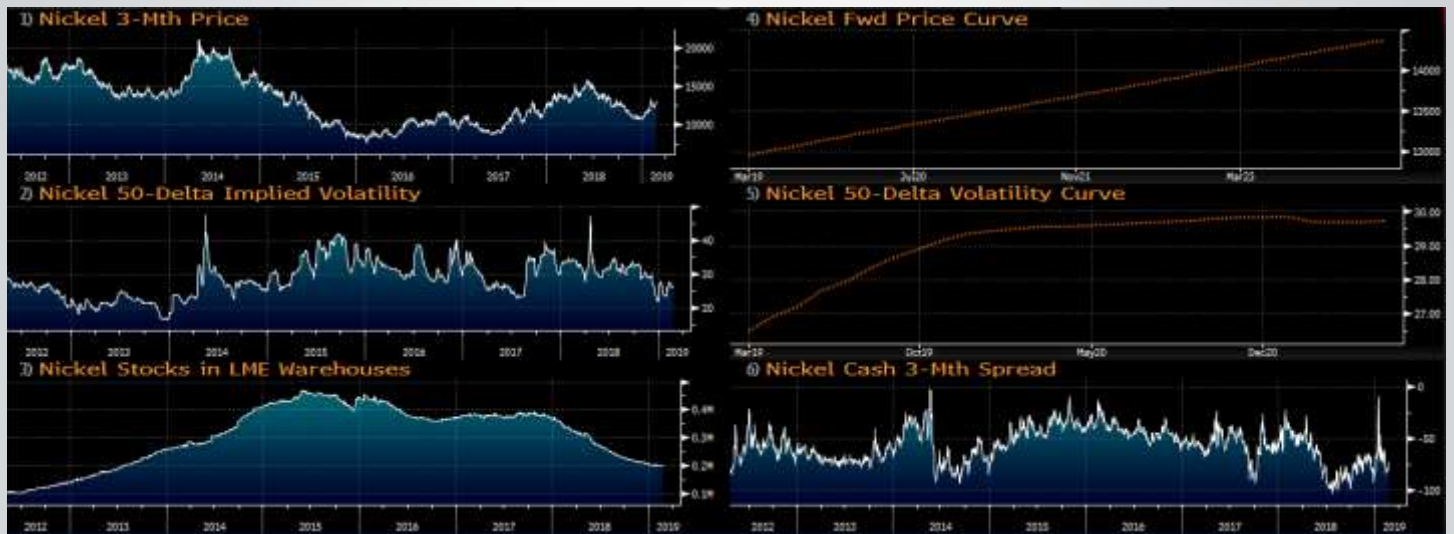 1) Nickel 3-Mth Price
20000
15000
10000
2012 2013 2014 2015 2016 2017 2018 2019
4) Nickel Fwd Price Curve
14000
13500
13000
Mar19 Jul20 Nov21 Mar23
2) Nickel 50-Delta Implied Volatility
40
30
20
2012 2013 2014 2015 2016 2017 2018 2019
5) Nickel 50-Delta Volatility Curve
30.00
29.00
28.00
27.00
Mar19 Oct19 May20 Dec20
3) Nickel Stocks in LME Warehouses
0.4M
0.3M
0.2M
0.1M
2012 2013 2014 2015 2016 2017 2018 2019
6) Nickel Cash 3-Mth Spread
0
-50
-100
2012 2013 2014 2015 2016 2017 2018 2019